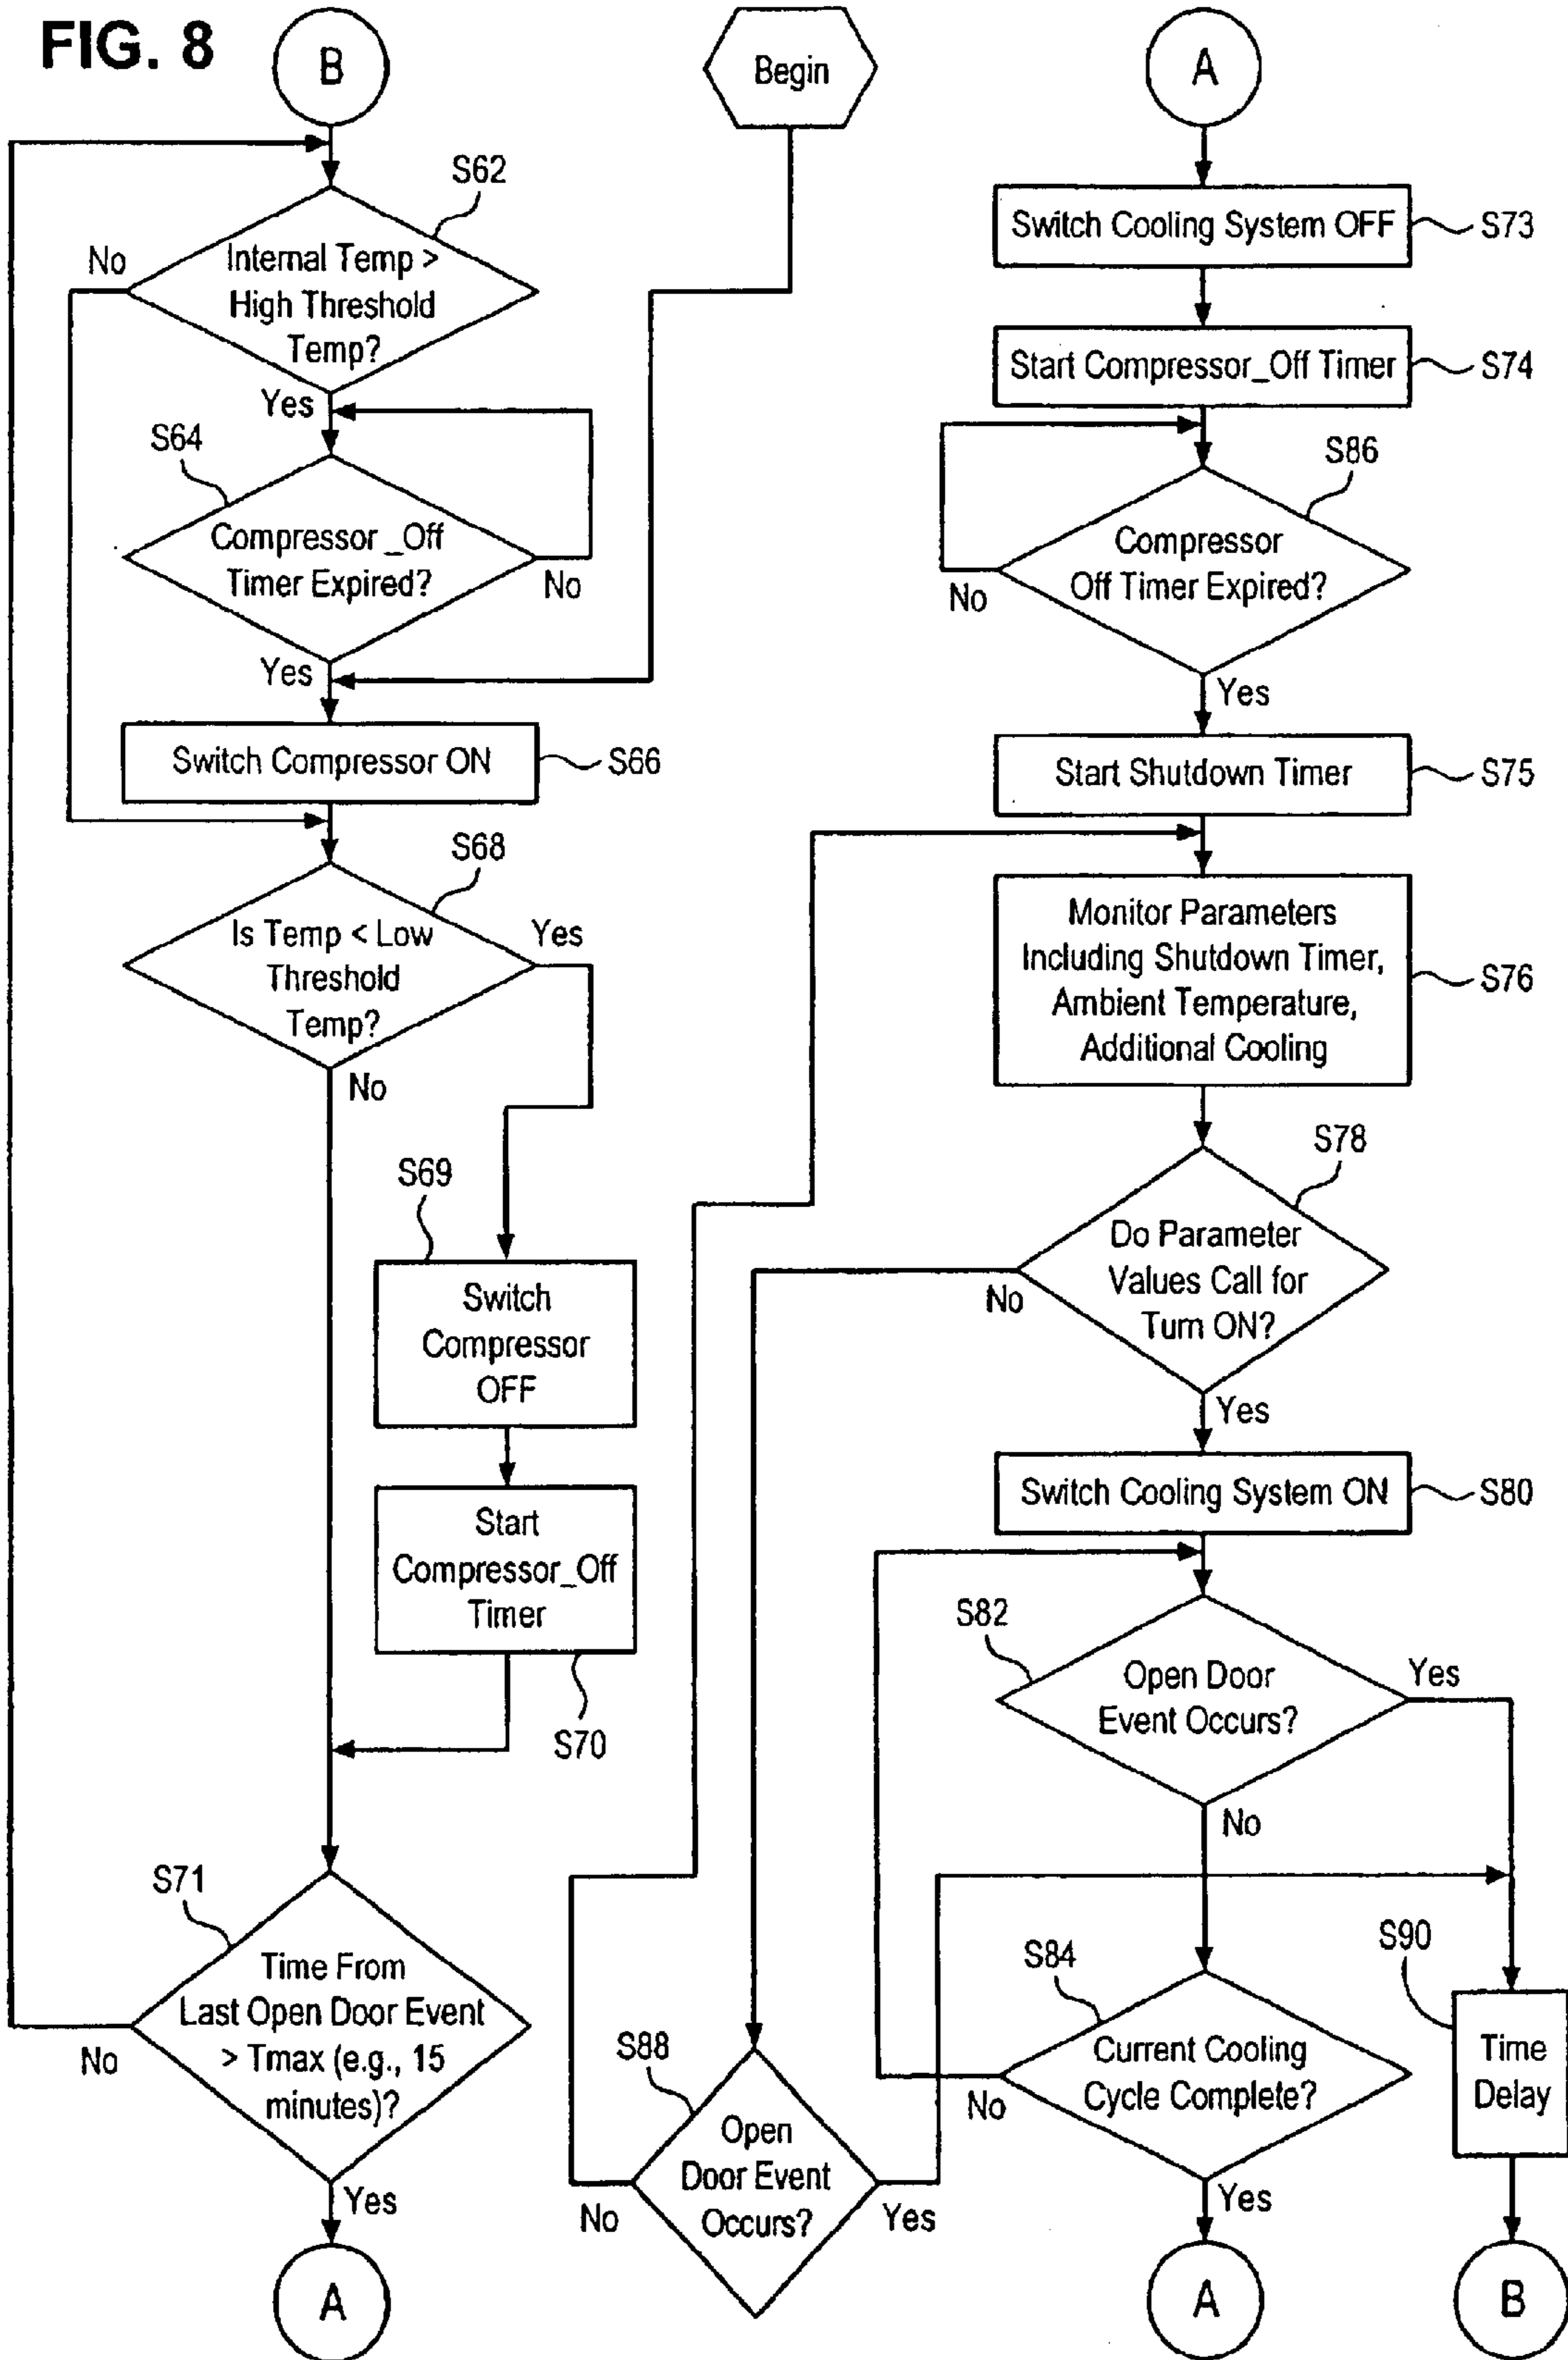 FIG. 8
B
Begin
A
S62
Internal Temp >
High Threshold
Temp?
No
Yes
S64
Compressor _Off
Timer Expired?
No
Yes
Switch Compressor ON
S66
S68
Is Temp < Low
Threshold
Temp?
Yes
No
S69
Switch
Compressor
OFF
Start
Compressor_Off
Timer
S70
S71
Time From
Last Open Door Event
> Tmax (e.g., 15
minutes)?
No
Yes
A
Switch Cooling System OFF
S73
Start Compressor_Off Timer
S74
S86
Compressor
Off Timer Expired?
No
Yes
Start Shutdown Timer
S75
Monitor Parameters
Including Shutdown Timer,
Ambient Temperature,
Additional Cooling
S76
S78
Do Parameter
Values Call for
Turn ON?
No
Yes
Switch Cooling System ON
S80
S82
Open Door
Event Occurs?
Yes
No
S84
Current Cooling
Cycle Complete?
No
Yes
S88
Open
Door Event
Occurs?
No
Yes
S90
Time
Delay
A
B